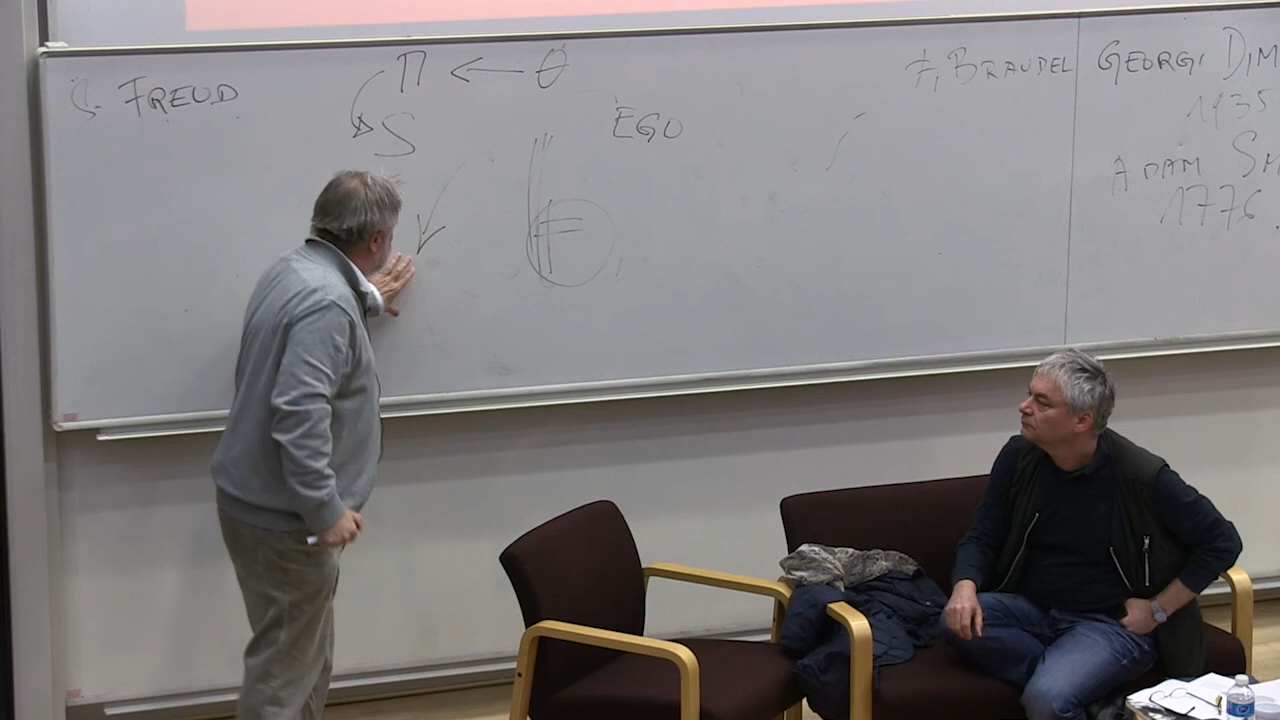 S. FREUD
Π ← θ
S
EGO
F
F. BRAUDEL
GEORGI DIM
1935
ADAM SM
1776